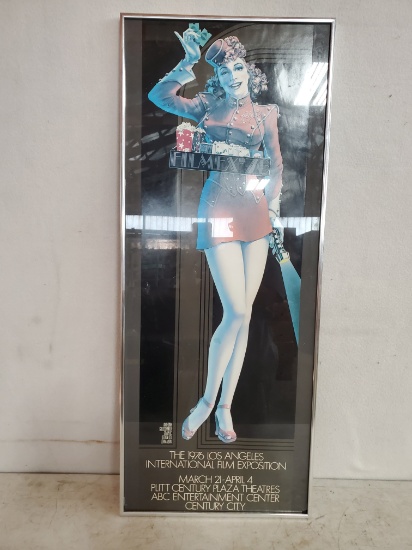 FILMEX
THE 1976 LOS ANGELES
INTERNATIONAL FILM EXPOSITION
MARCH 21-APRIL 4
PLITT CENTURY PLAZA THEATRES
ABC ENTERTAINMENT CENTER
CENTURY CITY